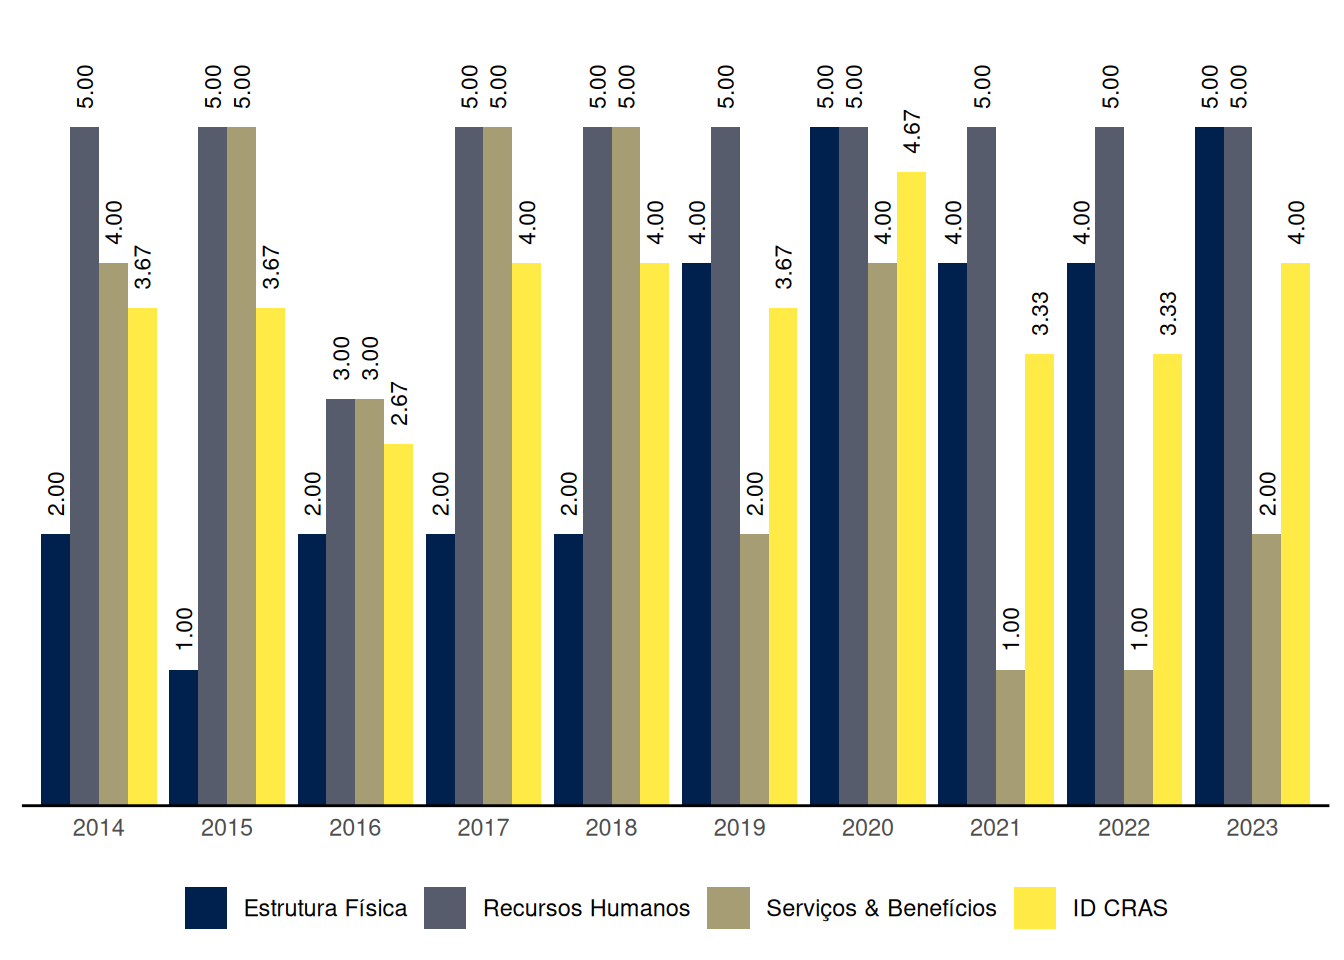 5.00 5.00 5.00 5.00 5.00 5.00 5.00 5.00 5.00 5.00 5.00 5.00 5.00 5.00 5.00
4.67
4.00 4.00 4.00 4.00 4.00 4.00 4.00 4.00
3.67 3.67 3.67
3.33 3.33
3.00 3.00
2.67
2.00 2.00 2.00 2.00 2.00 2.00
1.00 1.00 1.00
2014 2015 2016 2017 2018 2019 2020 2021 2022 2023
Estrutura Física Recursos Humanos Serviços & Benefícios ID CRAS